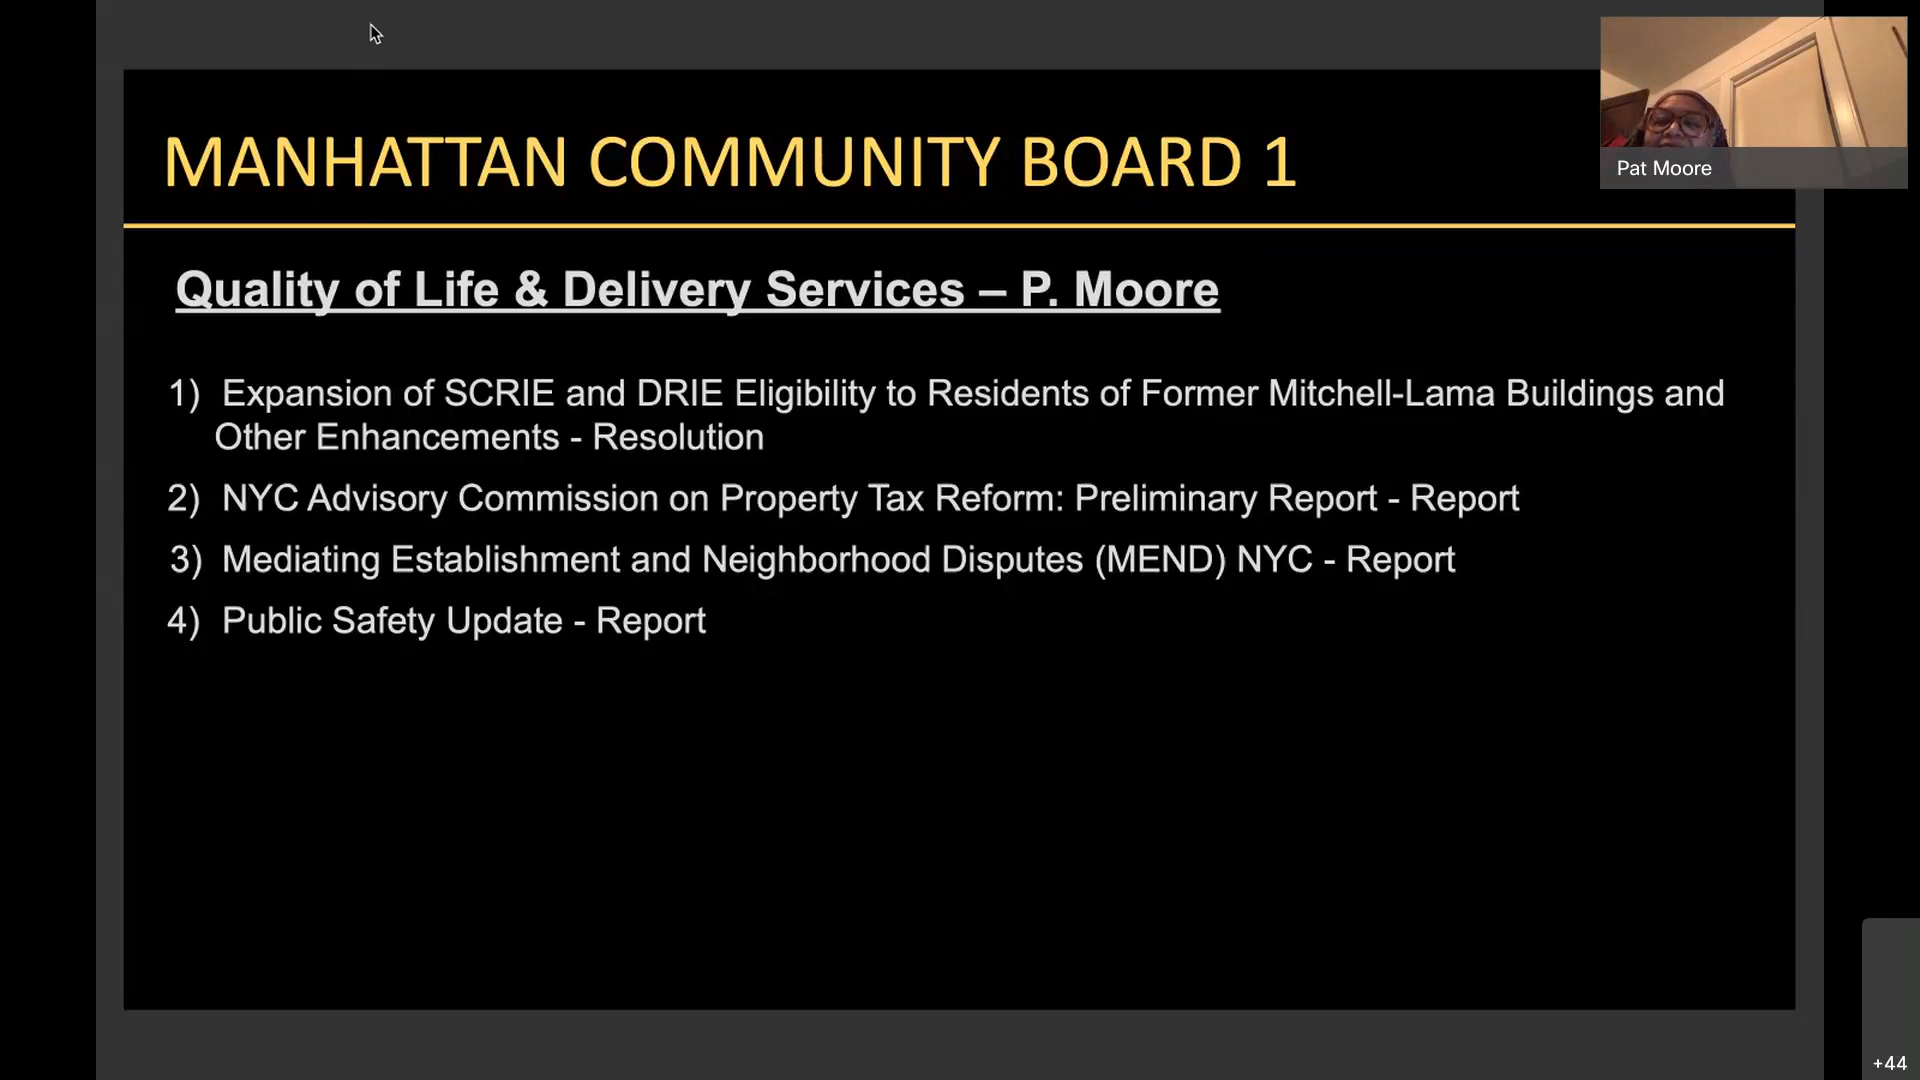 MANHATTAN COMMUNITY BOARD 1
Pat Moore
Quality of Life & Delivery Services – P. Moore
1) Expansion of SCRIE and DRIE Eligibility to Residents of Former Mitchell-Lama Buildings and
Other Enhancements - Resolution
2) NYC Advisory Commission on Property Tax Reform: Preliminary Report - Report
3) Mediating Establishment and Neighborhood Disputes (MEND) NYC - Report
4) Public Safety Update - Report
+44